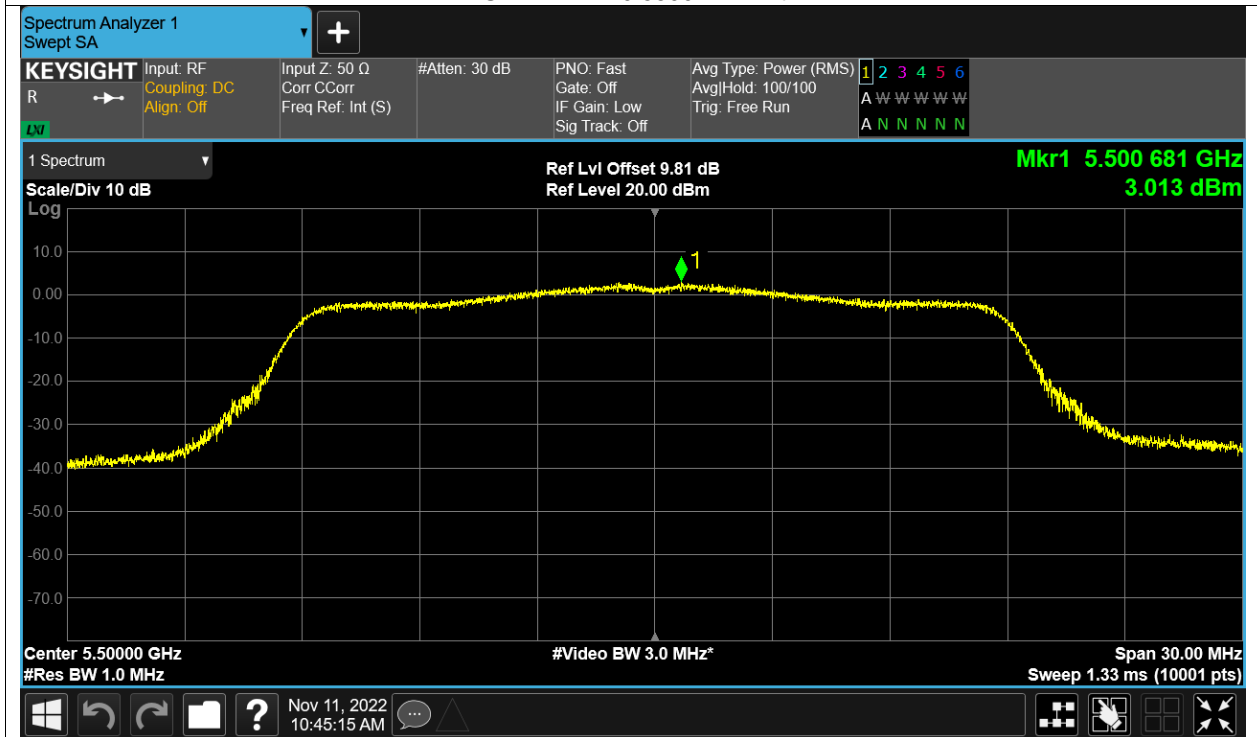 Spectrum Analyzer 1
Swept SA
+
KEYSIGHT
R
LXI
Input: RF
Coupling: DC
Align: Off
Input Z: 50 Ω
Corr CCorr
Freq Ref: Int (S)
#Atten: 30 dB
PNO: Fast
Gate: Off
IF Gain: Low
Sig Track: Off
Avg Type: Power (RMS)
Avg|Hold: 100/100
Trig: Free Run
1 2 3 4 5 6
A W W W W W
A N N N N N
1 Spectrum
Scale/Div 10 dB
Ref Lvl Offset 9.81 dB
Ref Level 20.00 dBm
Mkr1 5.500 681 GHz
3.013 dBm
Log
10.0
0.00
-10.0
-20.0
-30.0
-40.0
-50.0
-60.0
-70.0
1
Center 5.50000 GHz
#Res BW 1.0 MHz
#Video BW 3.0 MHz*
Span 30.00 MHz
Sweep 1.33 ms (10001 pts)
?
Nov 11, 2022
10:45:15 AM